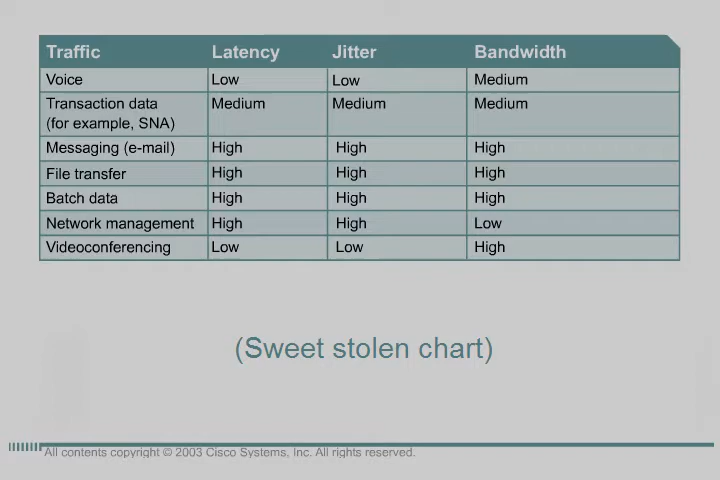 Traffic Latency Jitter Bandwidth
Voice Low Low Medium
Transaction data Medium Medium Medium
(for example, SNA)
Messaging (e-mail) High High High
File transfer High High High
Batch data High High High
Network management High High Low
Videoconferencing Low Low High
(Sweet stolen chart)
All contents copyright © 2003 Cisco Systems, Inc. All rights reserved.